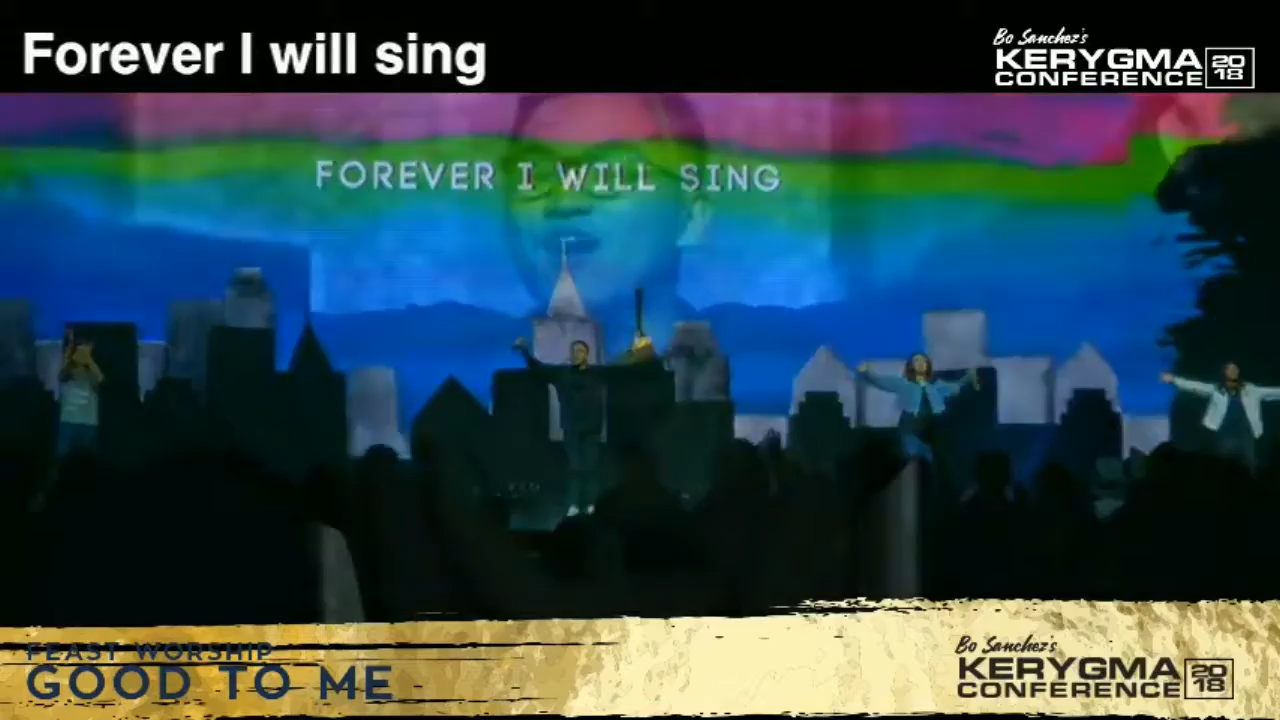 Forever I will sing
Bo Sanchez's
KERYGMA
CONFERENCE
20
18
FOREVER I WILL SING
FEAST WORSHIP
GOOD TO ME
Bo Sanchez's
KERYGMA
CONFERENCE
20
18